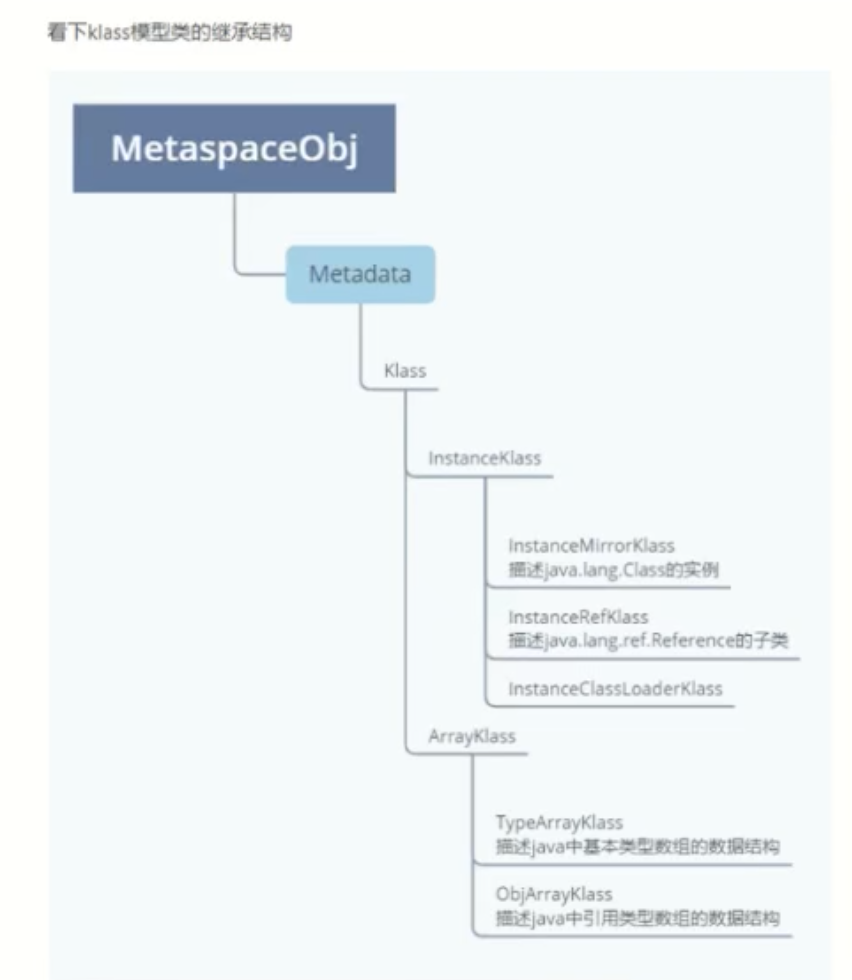 看下klass模型类的继承结构
MetaspaceObj
Metadata
Klass
InstanceKlass
InstanceMirrorKlass
描述java.lang.Class的实例
InstanceRefKlass
描述java.lang.ref.Reference的子类
InstanceClassLoaderKlass
ArrayKlass
TypeArrayKlass
描述java中基本类型数组的数据结构
ObjArrayKlass
描述java中引用类型数组的数据结构